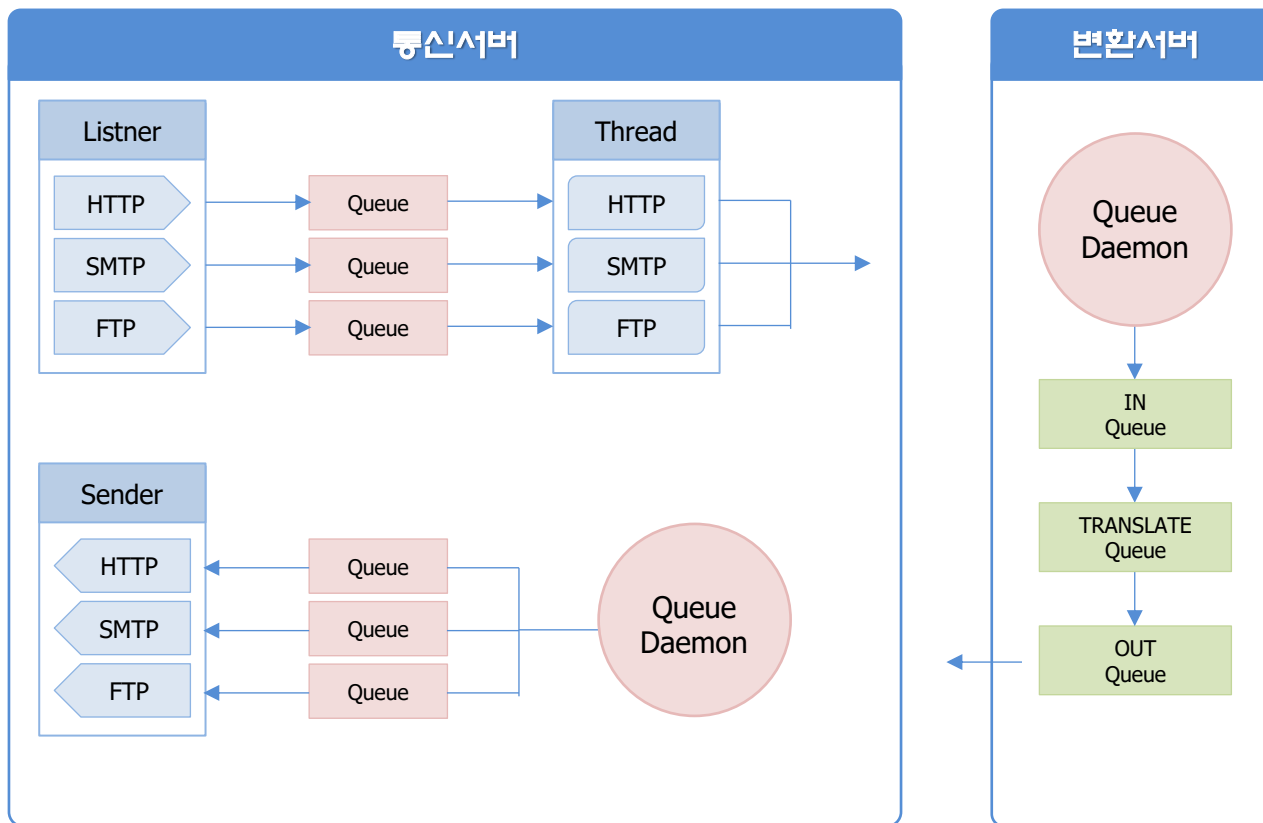 통신서버
Listner
HTTP
SMTP
FTP
Queue
Queue
Queue
Thread
HTTP
SMTP
FTP
Sender
HTTP
SMTP
FTP
Queue
Queue
Queue
Queue
Daemon
변환서버
Queue
Daemon
IN
Queue
TRANSLATE
Queue
OUT
Queue